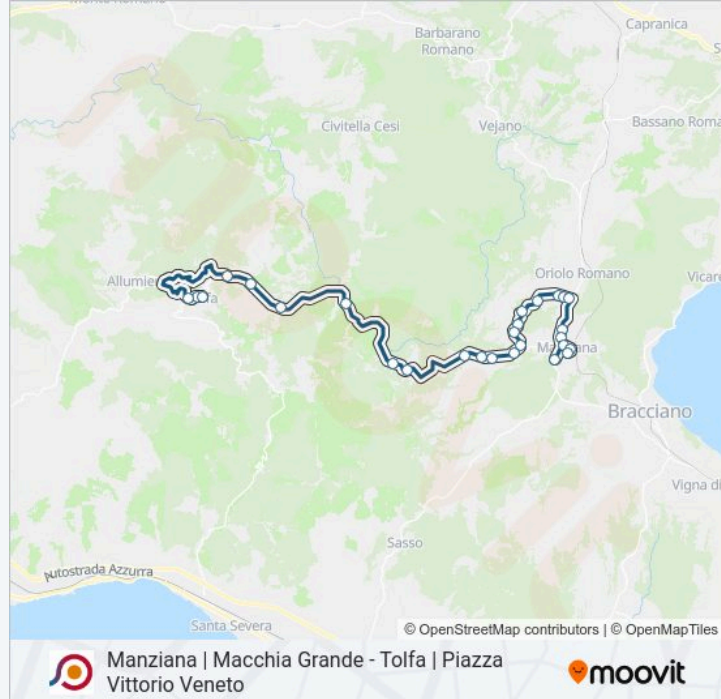 Capranica
Barbarano
Romano
Civitella Cesi
Vejano
Bassano Roma
Oriolo Romano
Vicare
Allumie
Bracciano
Vigna di
Sasso
Autostrada Azzurra
Santa Severa
© OpenStreetMap contributors | © OpenMapTiles
Manziana | Macchia Grande - Tolfa | Piazza
Vittorio Veneto
moovit